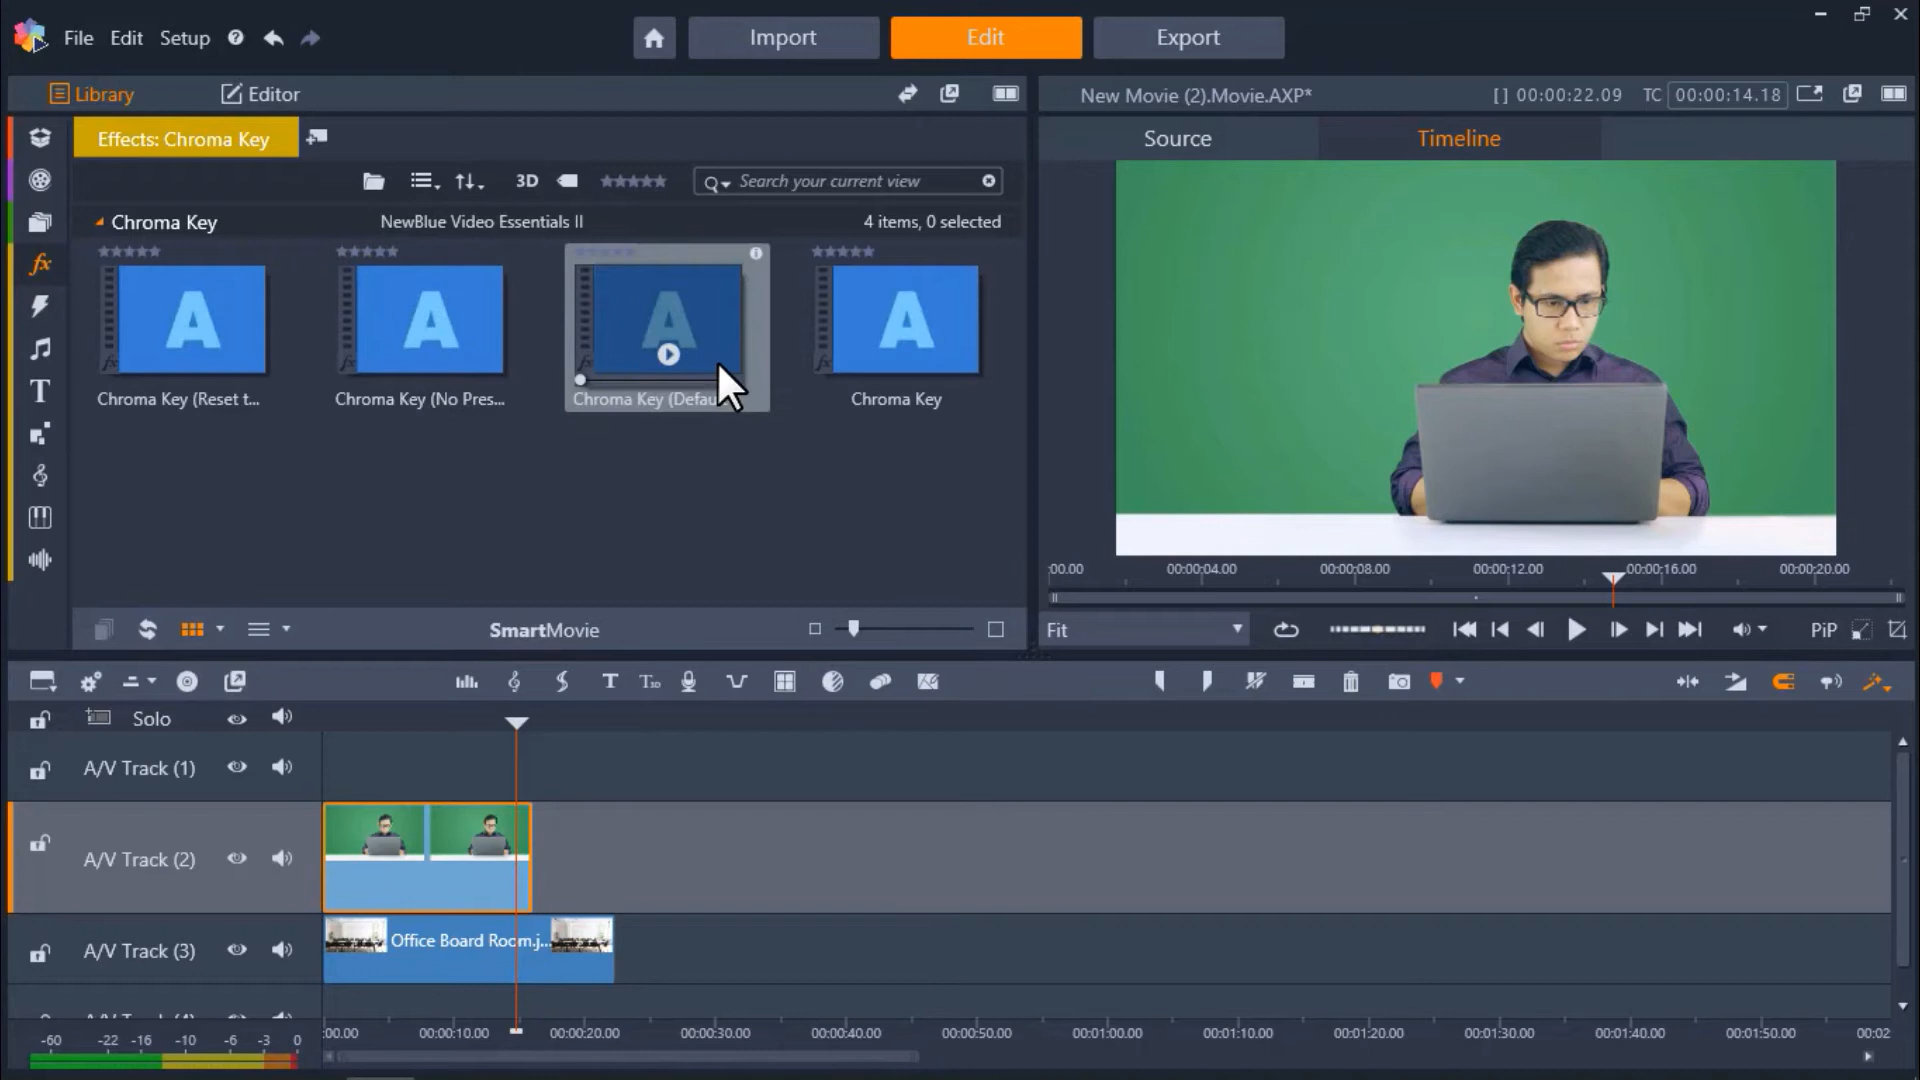 File Edit Setup Import Edit Export
Library Editor
New Movie (2).Movie.AXP* [] 00:00:22.09 TC 00:00:14.18
Effects: Chroma Key
Source Timeline
3D Search your current view
Chroma Key NewBlue Video Essentials II 4 items, 0 selected
Chroma Key (Reset t... Chroma Key (No Pres... Chroma Key (Defau Chroma Key
:00.00 00:00:04.00 00:00:08.00 00:00:12.00 00:00:16.00 00:00:20.00
SmartMovie
Fit PiP
Solo
A/V Track (1)
A/V Track (2)
A/V Track (3)
Office Board Room.j...
:00.00 00:00:10.00 00:00:20.00 00:00:30.00 00:00:40.00 00:00:50.00 00:01:00.00 00:01:10.00 00:01:20.00 00:01:30.00 00:01:40.00 00:01:50.00 00:02
-60 -22 -16 -10 -6 -3 0